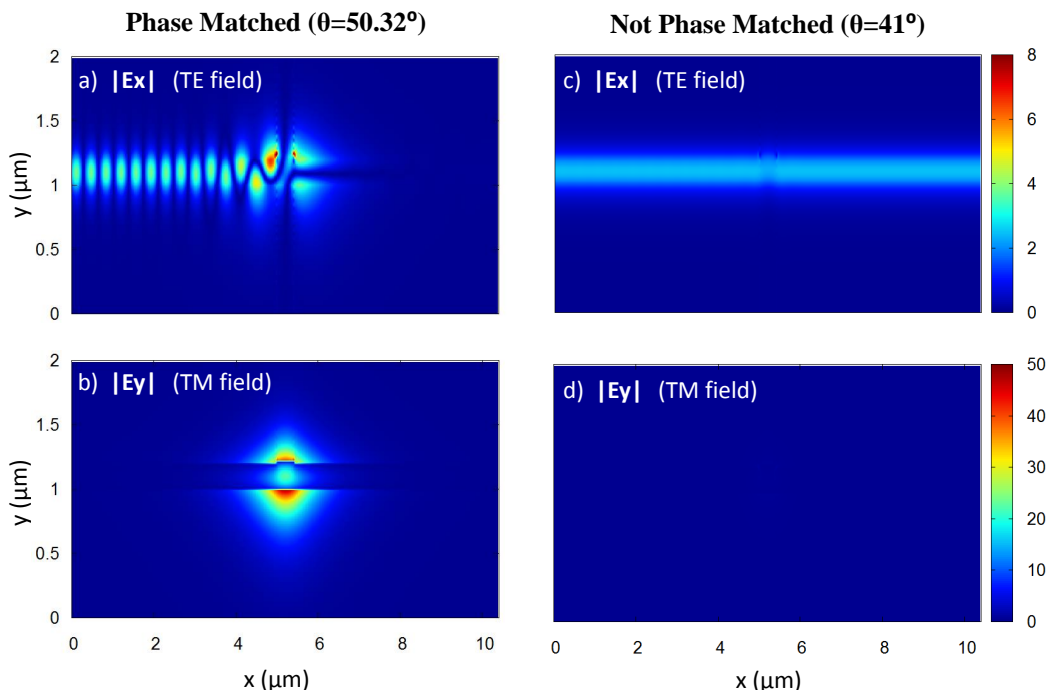 Phase Matched (θ=50.32⁰)
Not Phase Matched (θ=41⁰)
a) |Ex| (TE field)
y (μm)
2
1.5
1
0.5
0
c) |Ex| (TE field)
8
6
4
2
0
b) |Ey| (TM field)
y (μm)
2
1.5
1
0.5
0
0 2 4 6 8 10
x (μm)
d) |Ey| (TM field)
50
40
30
20
10
0
0 2 4 6 8 10
x (μm)